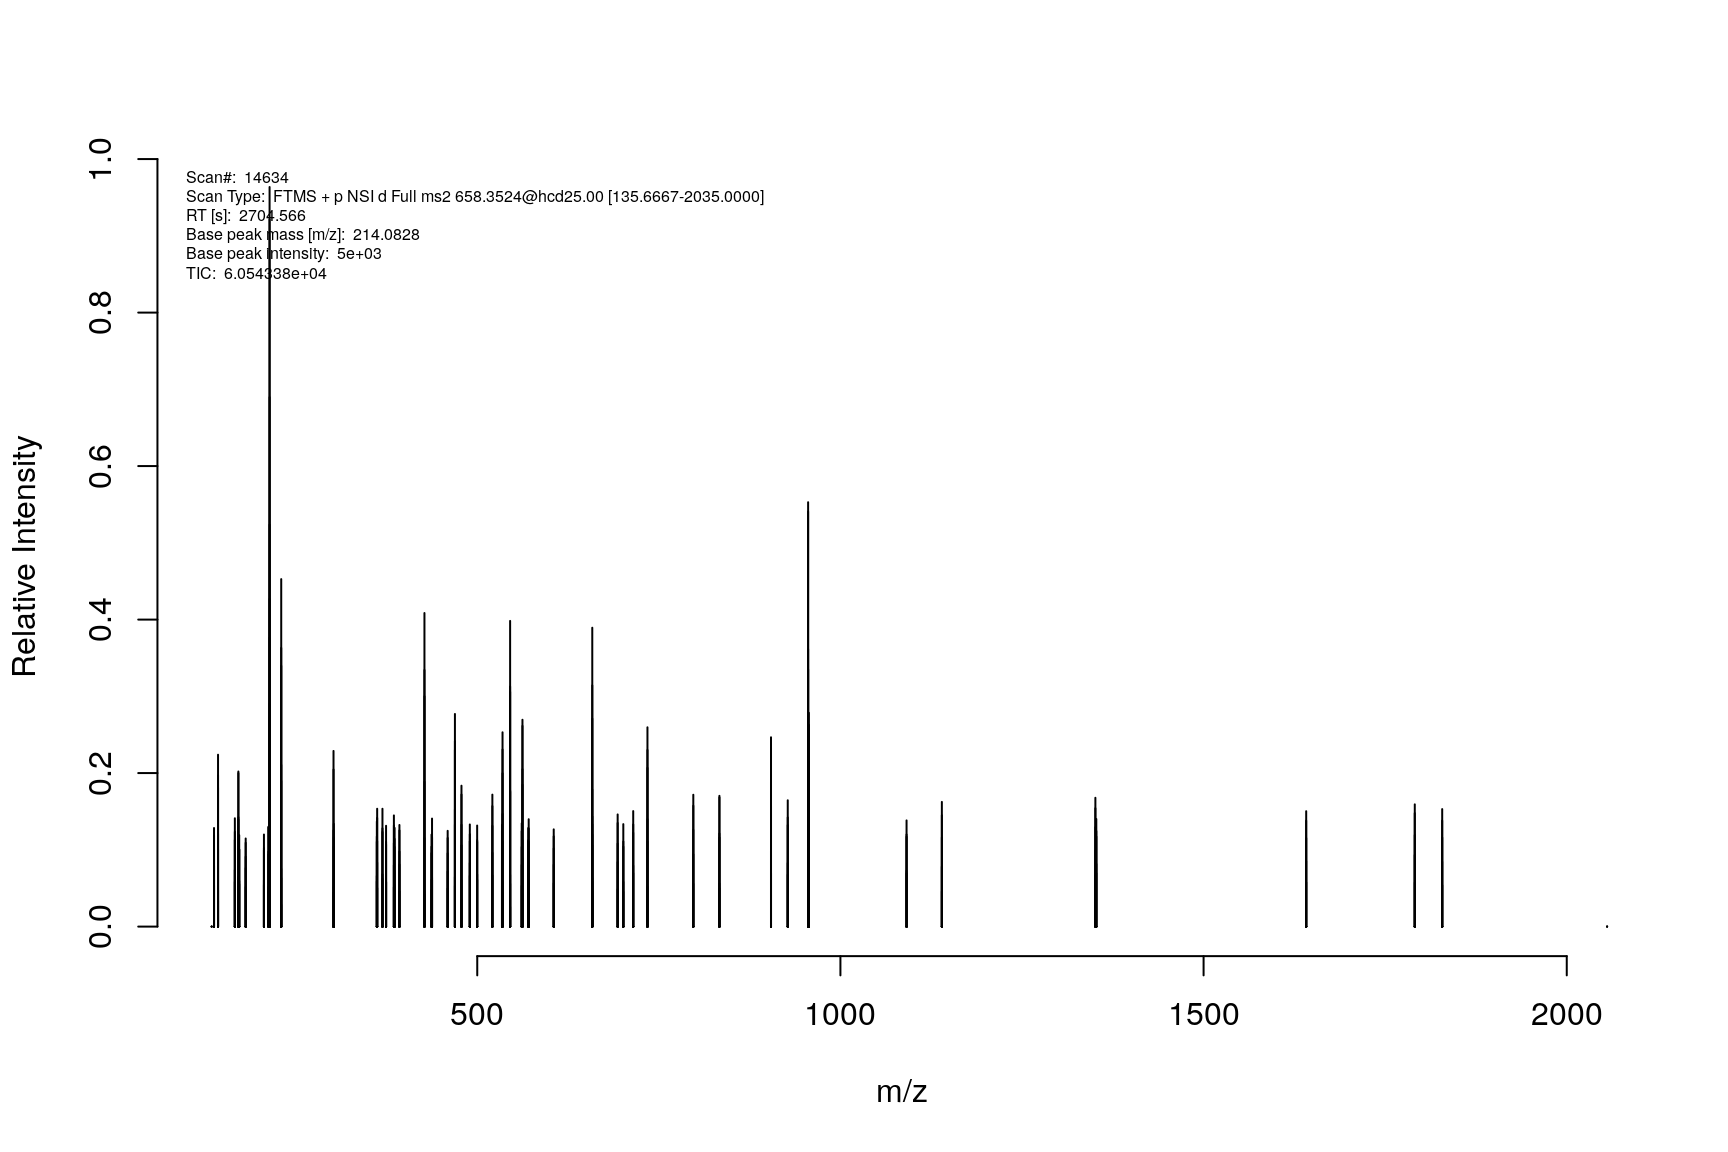 Scan#: 14634
Scan Type: FTMS + p NSI d Full ms2 658.3524@hcd25.00 [135.6667-2035.0000]
RT [s]: 2704.566
Base peak mass [m/z]: 214.0828
Base peak intensity: 5e+03
TIC: 6.054338e+04
1.0
0.8
0.6
0.4
0.2
0.0
Relative Intensity
500 1000 1500 2000
m/z